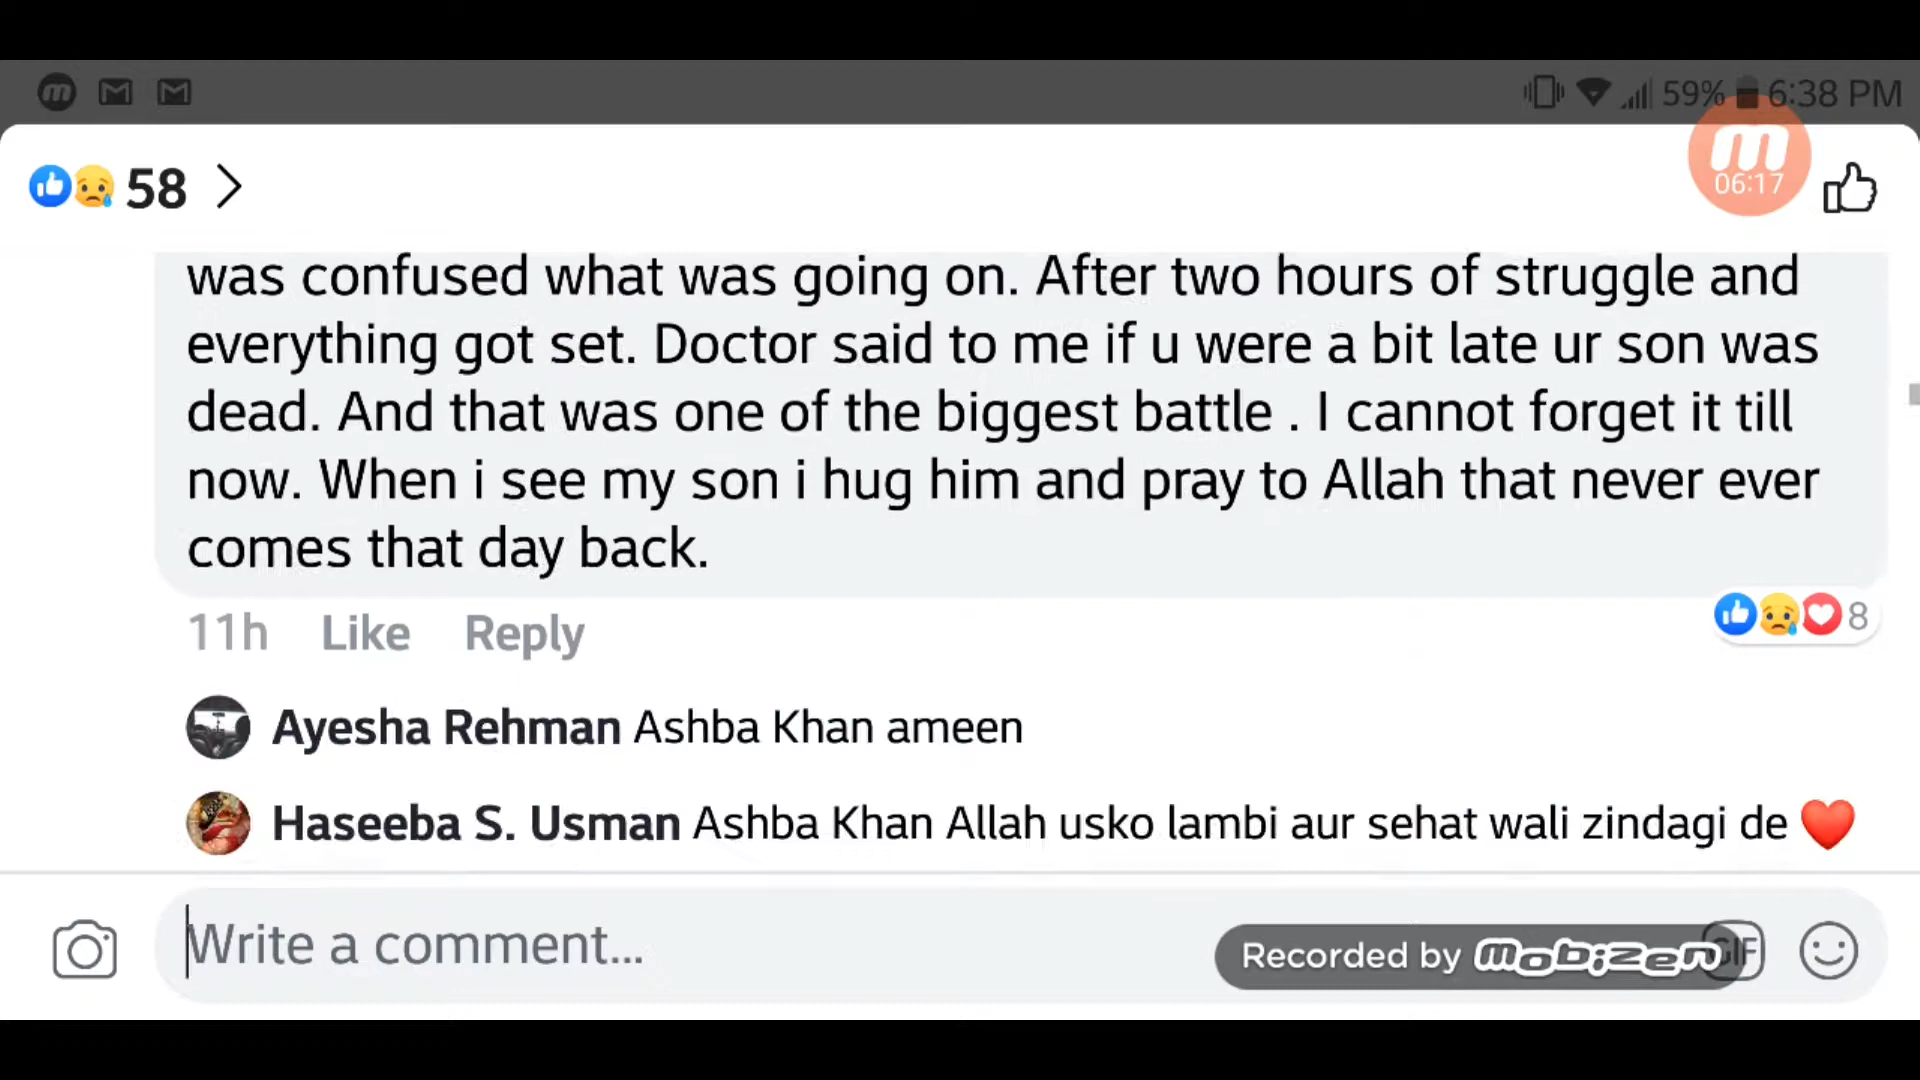 59% 6:38 PM
58
06:17
was confused what was going on. After two hours of struggle and
everything got set. Doctor said to me if u were a bit late ur son was
dead. And that was one of the biggest battle . I cannot forget it till
now. When i see my son i hug him and pray to Allah that never ever
comes that day back.
11h Like Reply
8
Ayesha Rehman Ashba Khan ameen
Haseeba S. Usman Ashba Khan Allah usko lambi aur sehat wali zindagi de
Write a comment...
Recorded by mobizen
GIF